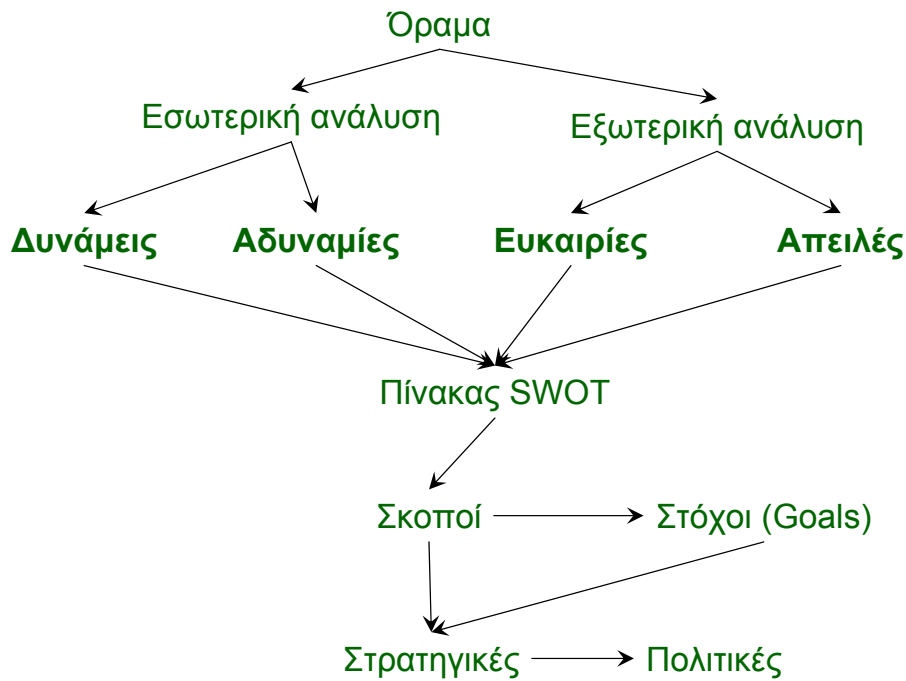 Όραμα
Εσωτερική ανάλυση
Εξωτερική ανάλυση
Δυνάμεις
Αδυναμίες
Ευκαιρίες
Απειλές
Πίνακας SWOT
Σκοποί
Στόχοι (Goals)
Στρατηγικές
Πολιτικές